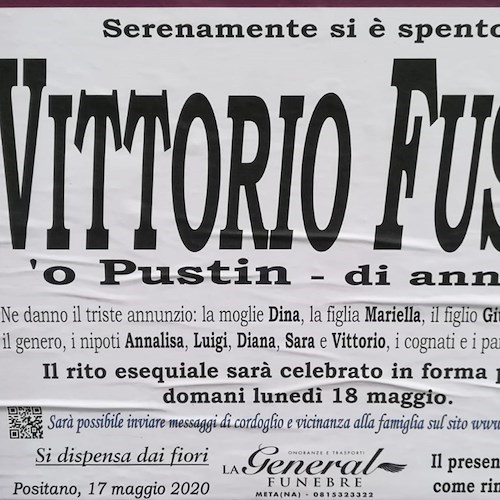 Serenamente si è spento
VITTORIO FUS
'o Pustin - di ann
Ne danno il triste annunzio: la moglie Dina, la figlia Mariella, il figlio Gi
il genero, i nipoti Annalisa, Luigi, Diana, Sara e Vittorio, i cognati e i par
Il rito esequiale sarà celebrato in forma p
domani lunedì 18 maggio.
Sarà possibile inviare messaggi di cordoglio e vicinanza alla famiglia sul sito www
Si dispensa dai fiori
Positano, 17 maggio 2020
ONORANZE E TRASPORTI
LA General
FUNEBRE
META(NA) - 0815323322
Il presen
come rin